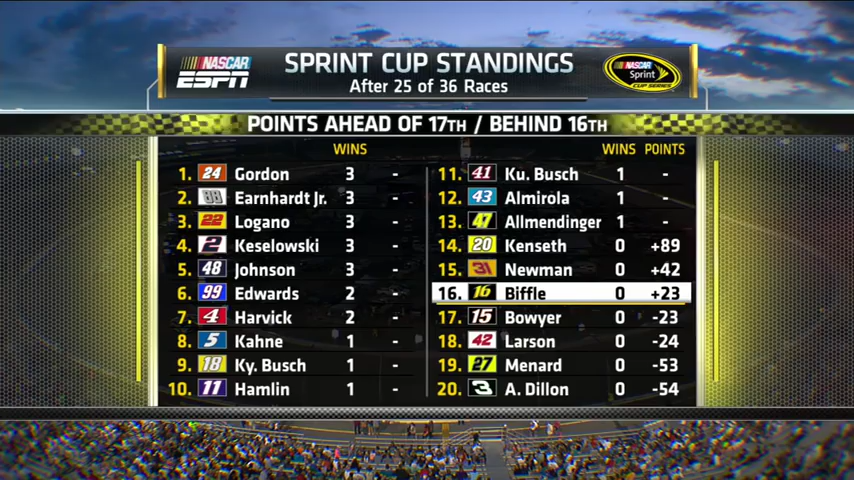 NASCAR
ESPN
SPRINT CUP STANDINGS
After 25 of 36 Races
NASCAR
Sprint
CUP SERIES
POINTS AHEAD OF 17TH / BEHIND 16TH
WINS
1. 24 Gordon 3 -
2. 88 Earnhardt Jr. 3 -
3. 22 Logano 3 -
4. 2 Keselowski 3 -
5. 48 Johnson 3 -
6. 99 Edwards 2 -
7. 4 Harvick 2 -
8. 5 Kahne 1 -
9. 18 Ky. Busch 1 -
10. 11 Hamlin 1 -
WINS POINTS
11. 41 Ku. Busch 1 -
12. 43 Almirola 1 -
13. 47 Allmendinger 1 -
14. 20 Kenseth 0 +89
15. 31 Newman 0 +42
16. 16 Biffle 0 +23
17. 15 Bowyer 0 -23
18. 42 Larson 0 -24
19. 27 Menard 0 -53
20. 3 A. Dillon 0 -54